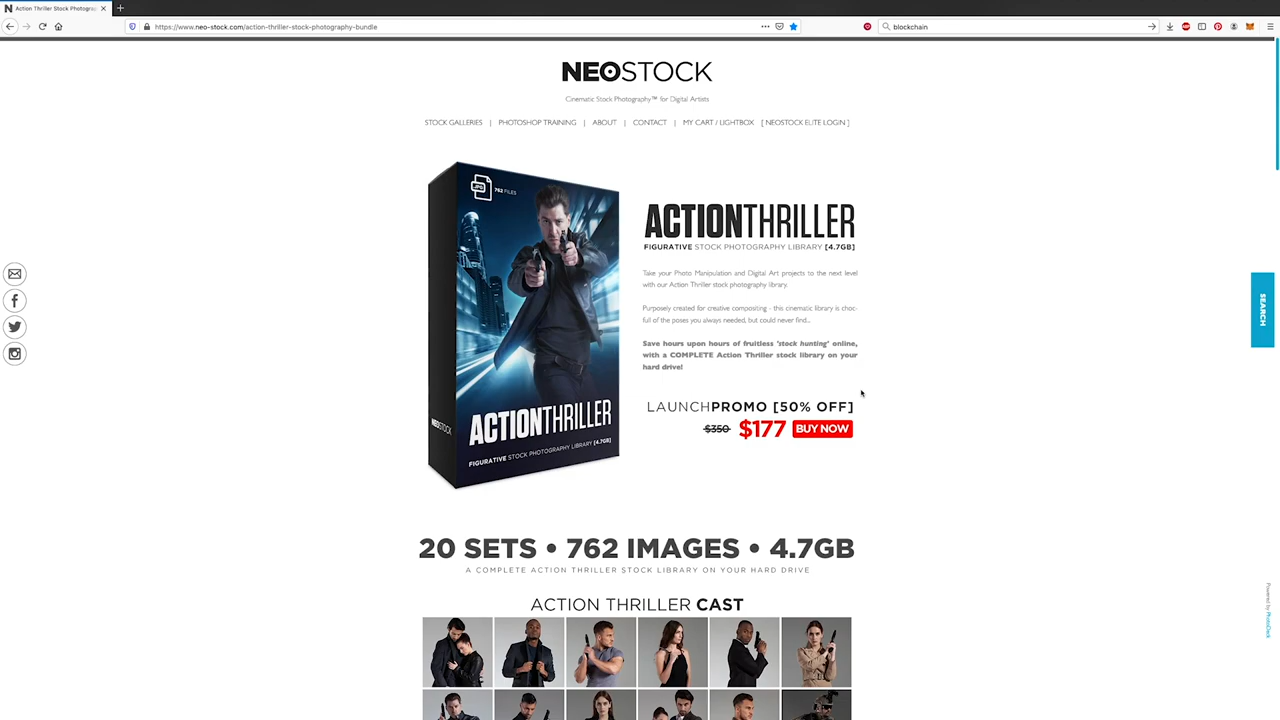 Action Thriller Stock Photograp
https://www.neo-stock.com/action-thriller-stock-photography-bundle
blockchain
NEOSTOCK
Cinematic Stock Photography™ for Digital Artists
STOCK GALLERIES | PHOTOSHOP TRAINING | ABOUT | CONTACT | MY CART / LIGHTBOX [ NEOSTOCK ELITE LOGIN ]
JPG 762 FILES
NEOSTOCK
ACTIONTHRILLER
FIGURATIVE STOCK PHOTOGRAPHY LIBRARY [4.7GB]
ACTIONTHRILLER
FIGURATIVE STOCK PHOTOGRAPHY LIBRARY [4.7GB]
Take your Photo Manipulation and Digital Art projects to the next level
with our Action Thriller stock photography library.
Purposely created for creative compositing - this cinematic library is choc-
full of the poses you always needed, but could never find...
Save hours upon hours of fruitless 'stock hunting' online,
with a COMPLETE Action Thriller stock library on your
hard drive!
LAUNCHPROMO [50% OFF]
$350 $177 BUY NOW
SEARCH
20 SETS • 762 IMAGES • 4.7GB
A COMPLETE ACTION THRILLER STOCK LIBRARY ON YOUR HARD DRIVE
ACTION THRILLER CAST
Powered by PhotoDeck